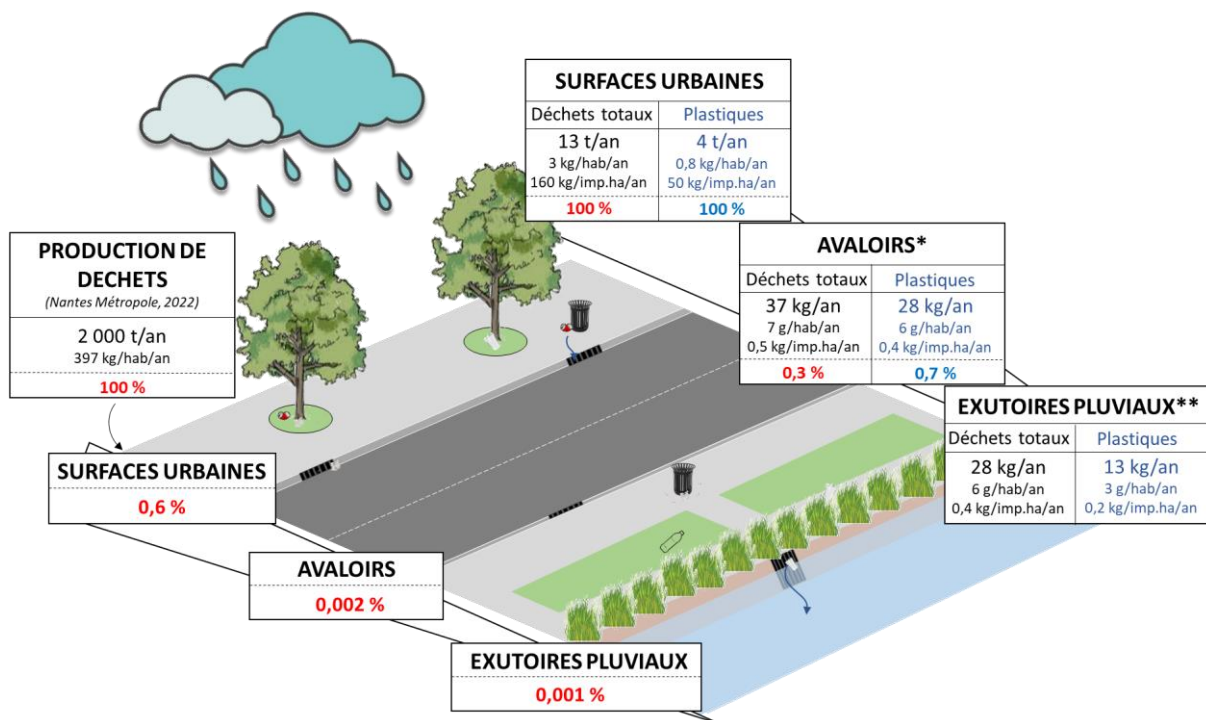 SURFACES URBAINES
Déchets totaux Plastiques
13 t/an 4 t/an
3 kg/hab/an 0,8 kg/hab/an
160 kg/imp.ha/an 50 kg/imp.ha/an
100 % 100 %
PRODUCTION DE
DECHETS
(Nantes Métropole, 2022)
2 000 t/an
397 kg/hab/an
100 %
AVALOIRS*
Déchets totaux Plastiques
37 kg/an 28 kg/an
7 g/hab/an 6 g/hab/an
0,5 kg/imp.ha/an 0,4 kg/imp.ha/an
0,3 % 0,7 %
EXUTOIRES PLUVIAUX**
Déchets totaux Plastiques
28 kg/an 13 kg/an
6 g/hab/an 3 g/hab/an
0,4 kg/imp.ha/an 0,2 kg/imp.ha/an
SURFACES URBAINES
0,6 %
AVALOIRS
0,002 %
EXUTOIRES PLUVIAUX
0,001 %